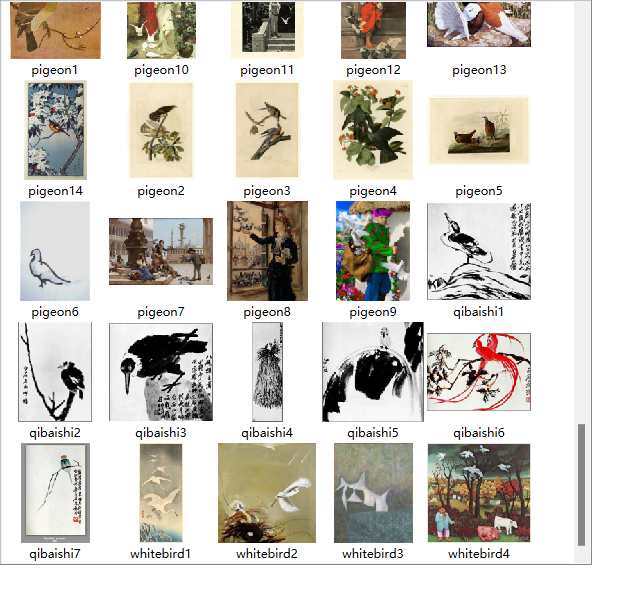 pigeon1
pigeon10
pigeon11
pigeon12
pigeon13
pigeon14
pigeon2
pigeon3
pigeon4
pigeon5
pigeon6
pigeon7
pigeon8
pigeon9
qibaishi1
qibaishi2
qibaishi3
qibaishi4
qibaishi5
qibaishi6
qibaishi7
whitebird1
whitebird2
whitebird3
whitebird4